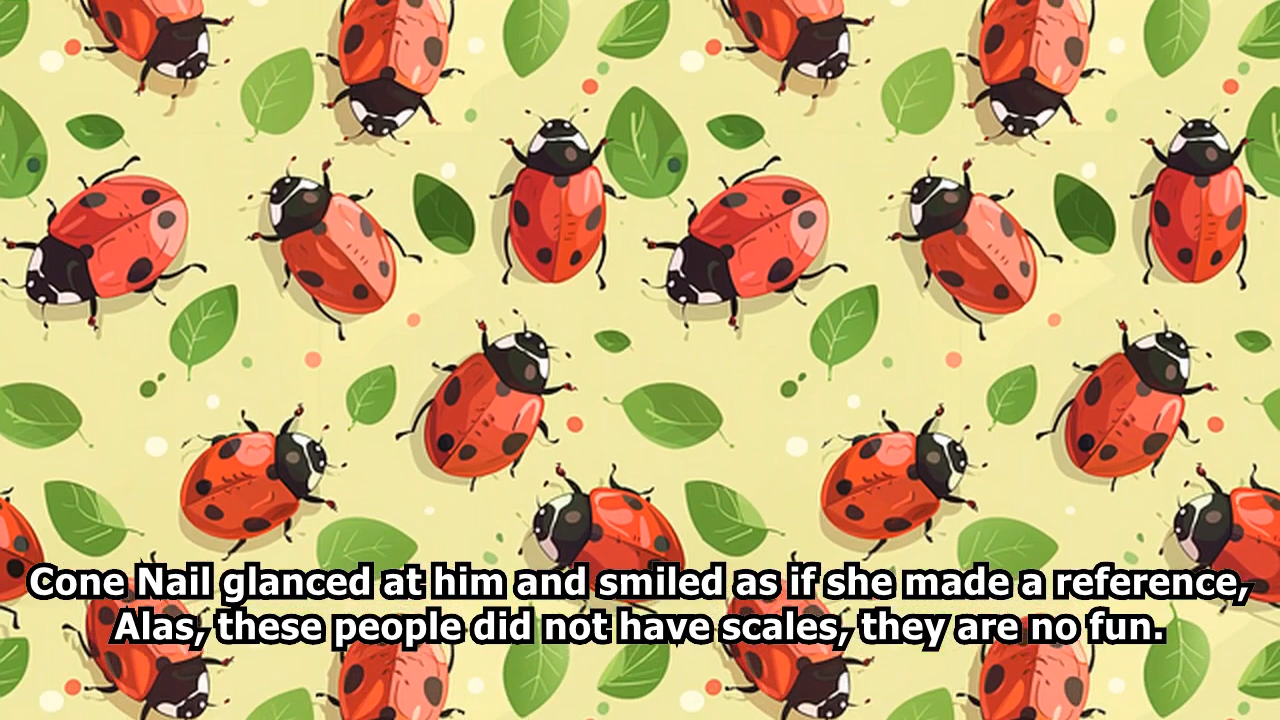 Cone Nail glanced at him and smiled as if she made a reference,
Alas, these people did not have scales, they are no fun.